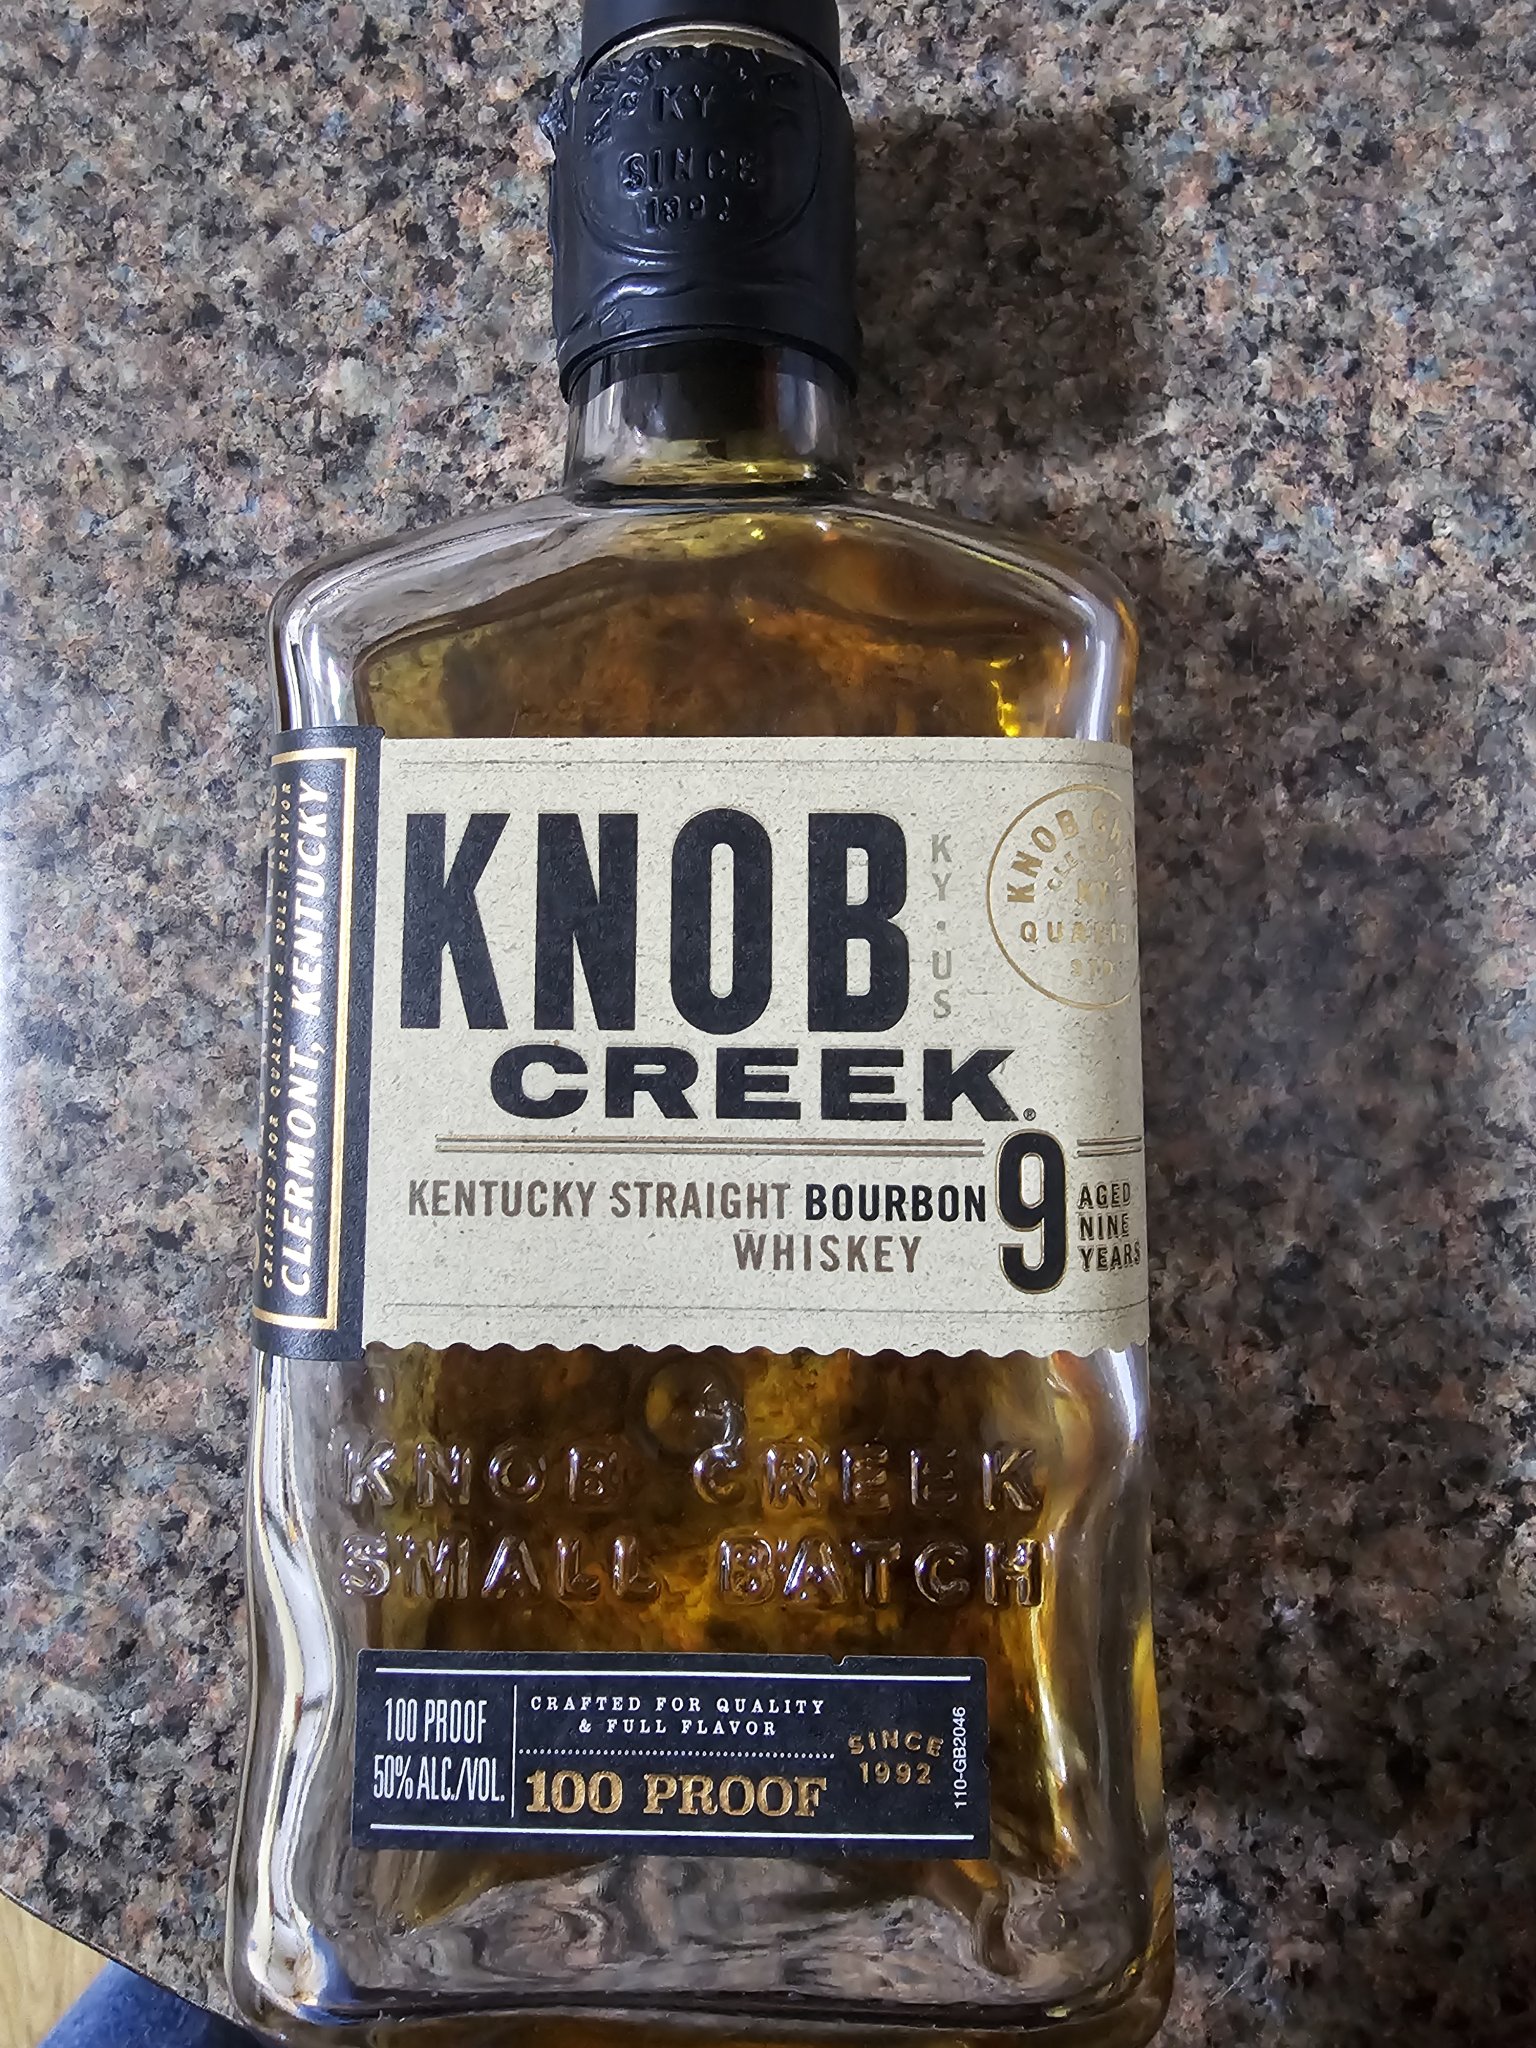 KY
SINCE
1992
KNOB
CREEK®
KY·US
KNOB
KY
QUALITY
KENTUCKY STRAIGHT BOURBON
WHISKEY
9
AGED
NINE
YEARS
CRAFTED FOR QUALITY & FULL FLAVOR
CLERMONT, KENTUCKY
KNOB CREEK
SMALL BATCH
100 PROOF
50% ALC./VOL.
CRAFTED FOR QUALITY
& FULL FLAVOR
100 PROOF
SINCE
1992
110-GB2046